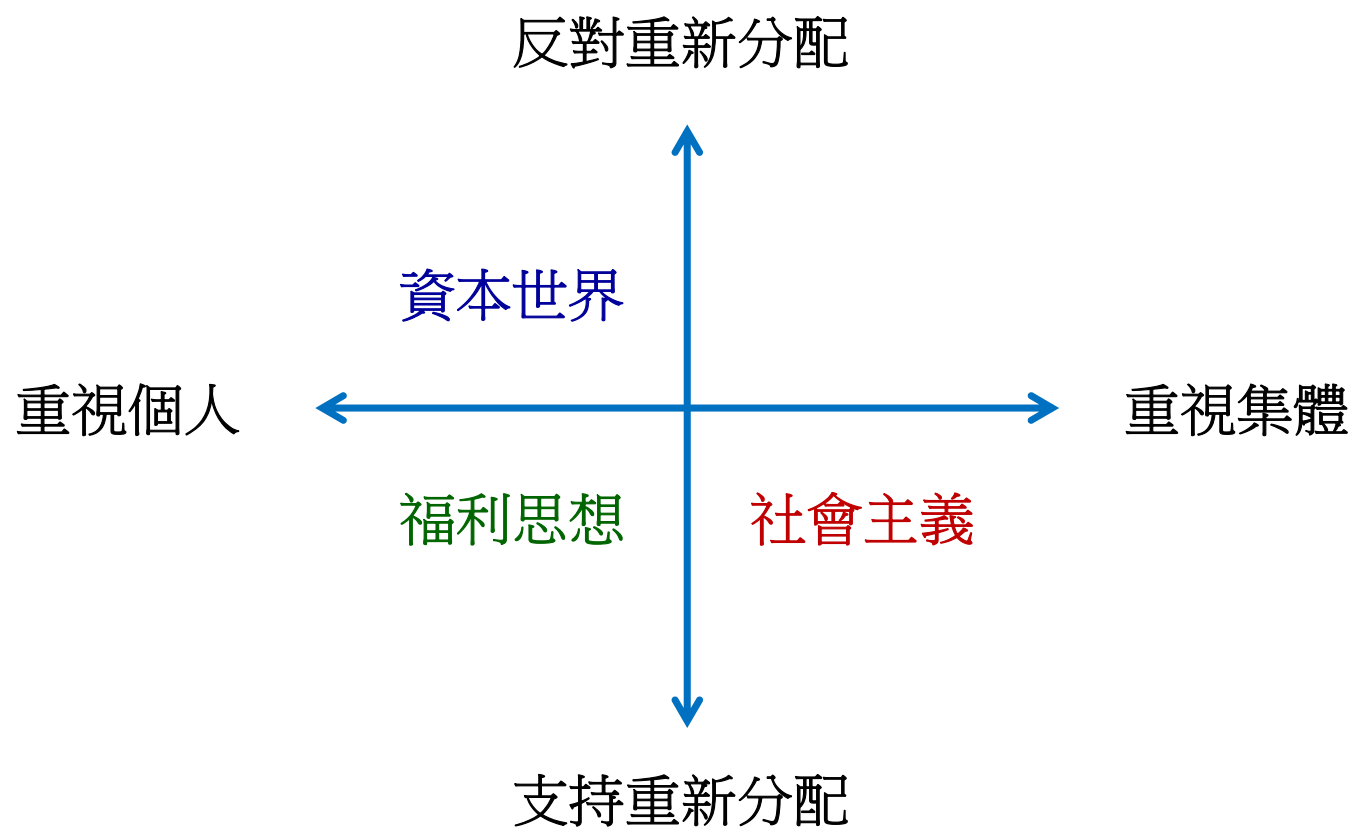 反對重新分配
資本世界
重視個人
重視集體
福利思想
社會主義
支持重新分配